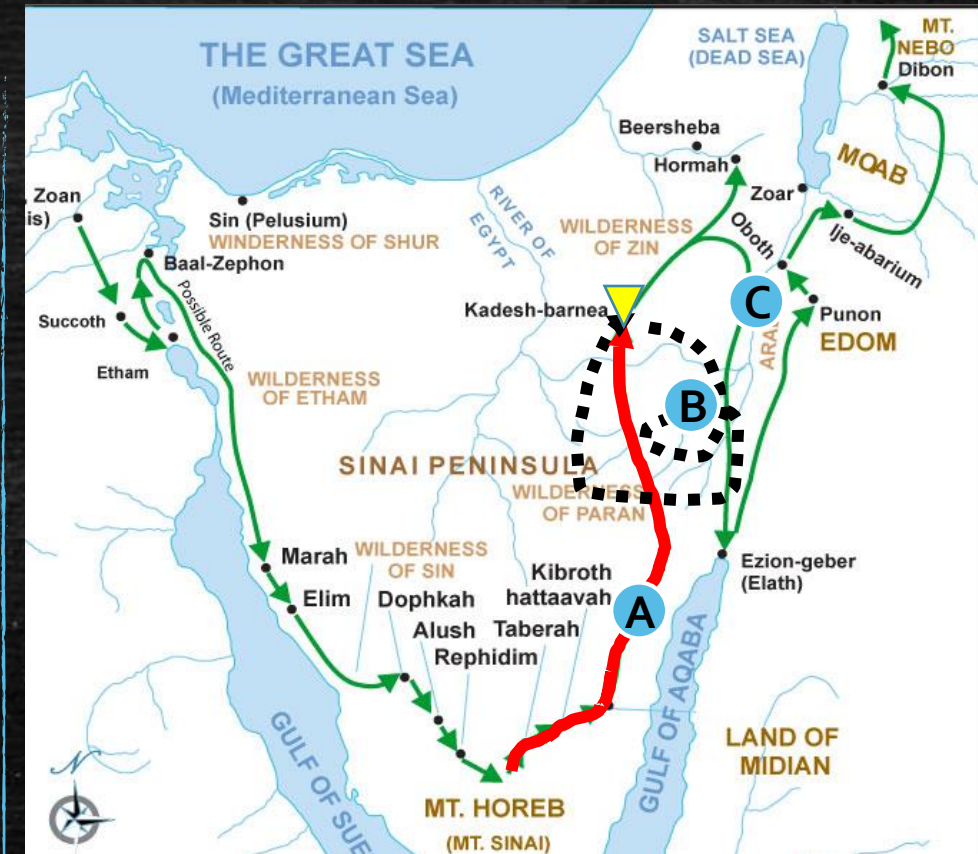 THE GREAT SEA
(Mediterranean Sea)
SALT SEA
(DEAD SEA)
MT.
NEBO
Dibon
Beersheba
Hormah
MOAB
Zoar
Zoan
is)
Sin (Pelusium)
WINDERNESS OF SHUR
RIVER OF
EGYPT
WILDERNESS
OF ZIN
Oboth
Ije-abarium
Baal-Zephon
Possible Route
Kadesh-barnea
C
Succoth
Punon
EDOM
ARA
Etham
WILDERNESS
OF ETHAM
B
SINAI PENINSULA
WILDERNESS
OF PARAN
Marah
WILDERNESS
OF SIN
Ezion-geber
(Elath)
Elim
Dophkah
Kibroth
hattaavah
A
Alush
Taberah
Rephidim
GULF OF AQABA
GULF OF SUE
LAND OF
MIDIAN
N
MT. HOREB
(MT. SINAI)